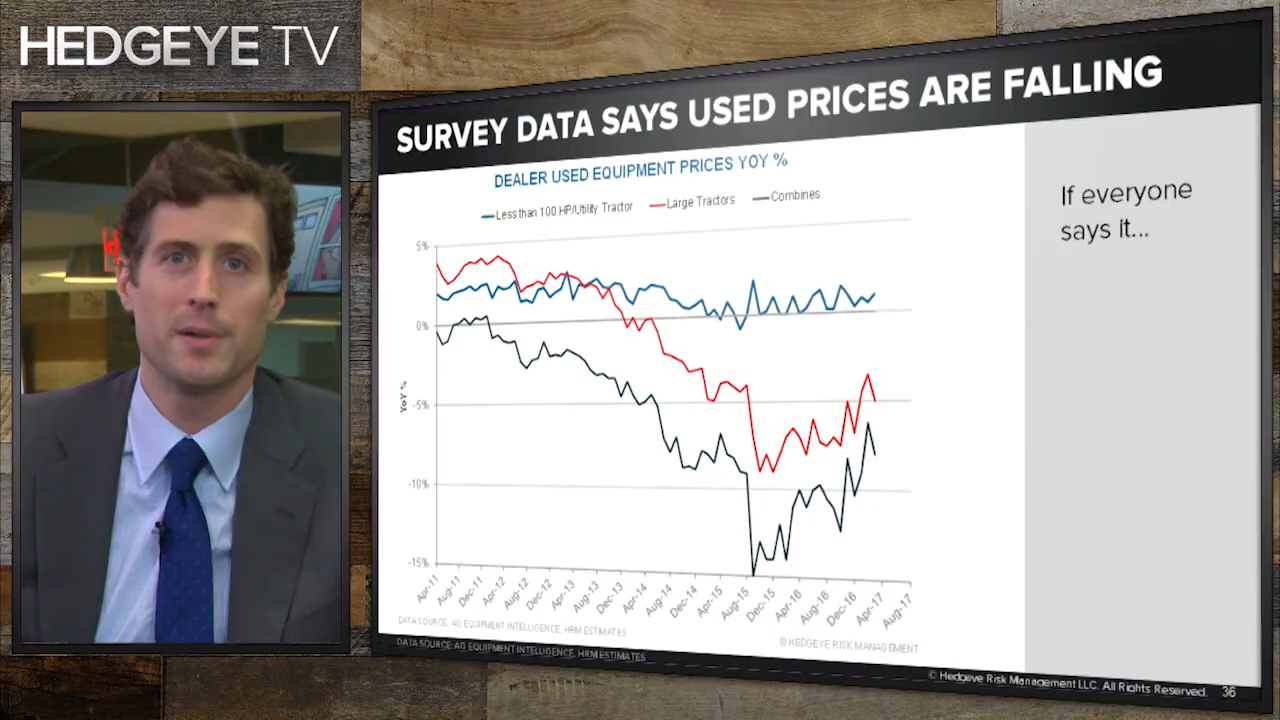 HEDGEYE TV
SURVEY DATA SAYS USED PRICES ARE FALLING
DEALER USED EQUIPMENT PRICES YOY %
Less than 100 HP/Utility Tractor
Large Tractors
Combines
If everyone
says it...
5%
0%
-5%
-10%
-15%
YoY %
Apr-11
Aug-11
Dec-11
Apr-12
Aug-12
Dec-12
Apr-13
Aug-13
Dec-13
Apr-14
Aug-14
Dec-14
Apr-15
Aug-15
Dec-15
Apr-16
Aug-16
Dec-16
Apr-17
Aug-17
DATA SOURCE: AG EQUIPMENT INTELLIGENCE, HRM ESTIMATES
© HEDGEYE RISK MANAGEMENT
DATA SOURCE: AG EQUIPMENT INTELLIGENCE, HRM ESTIMATES
© Hedgeye Risk Management LLC. All Rights Reserved. 36